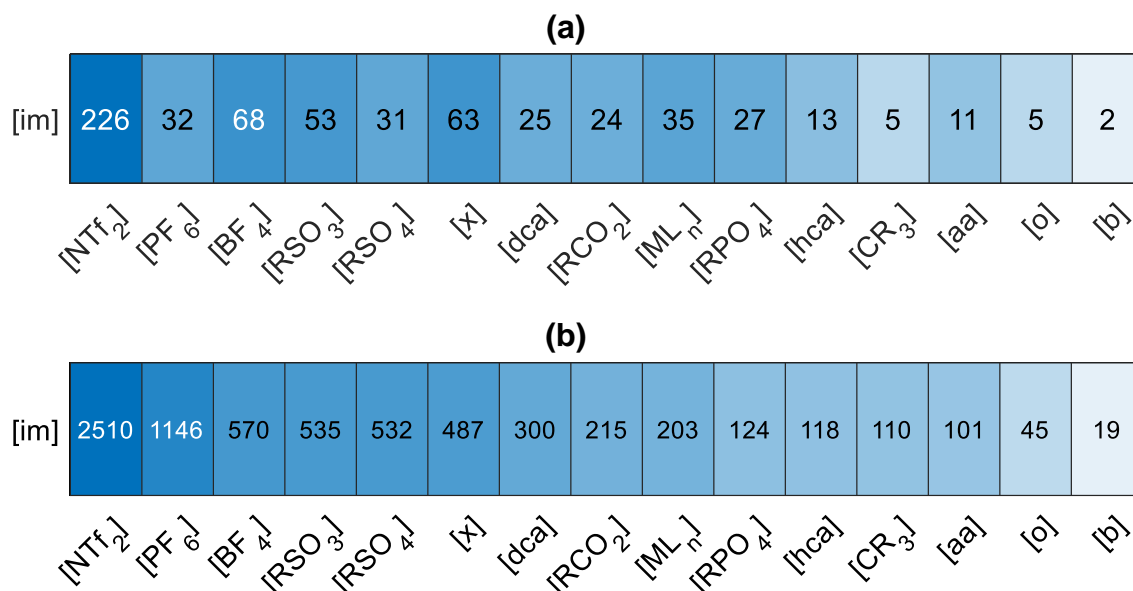 (a)
[im] 226 32 68 53 31 63 25 24 35 27 13 5 11 5 2
[NTf₂] [PF₆] [BF₄] [RSO₃] [RSO₄] [x] [dca] [RCO₂] [MLₙ] [RPO₄] [hca] [CR₃] [aa] [o] [b]
(b)
[im] 2510 1146 570 535 532 487 300 215 203 124 118 110 101 45 19
[NTf₂] [PF₆] [BF₄] [RSO₃] [RSO₄] [x] [dca] [RCO₂] [MLₙ] [RPO₄] [hca] [CR₃] [aa] [o] [b]